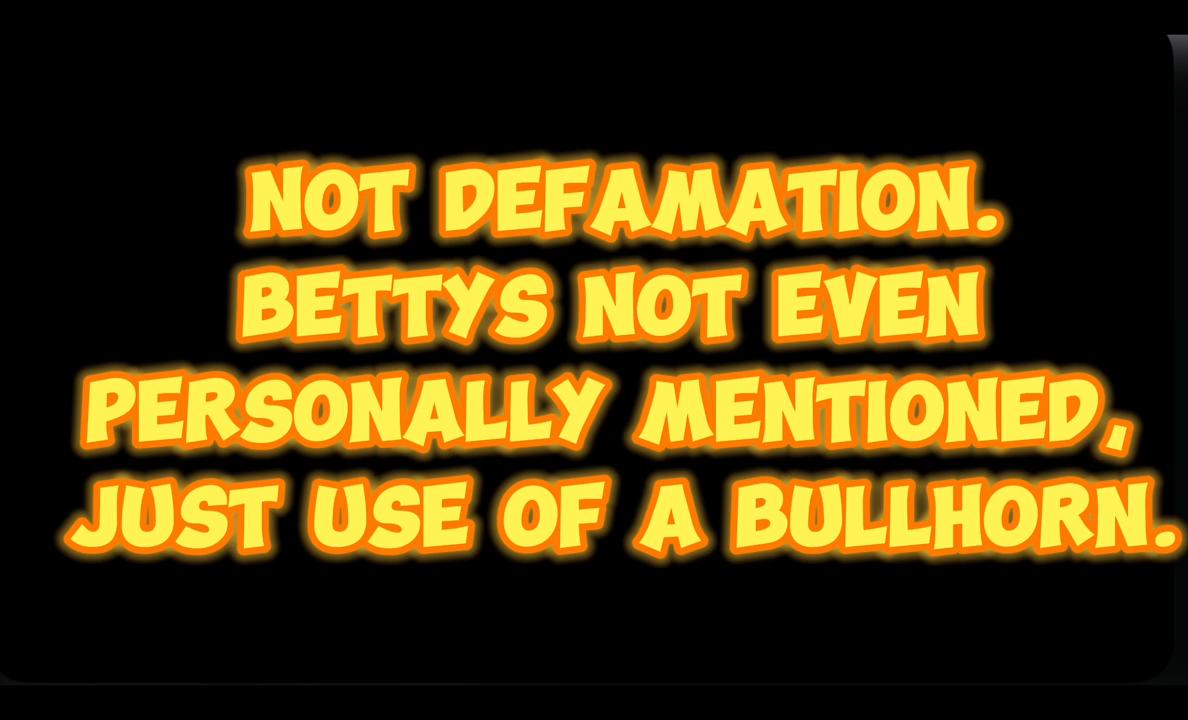 NOT DEFAMATION.
BETTYS NOT EVEN
PERSONALLY MENTIONED,
JUST USE OF A BULLHORN.